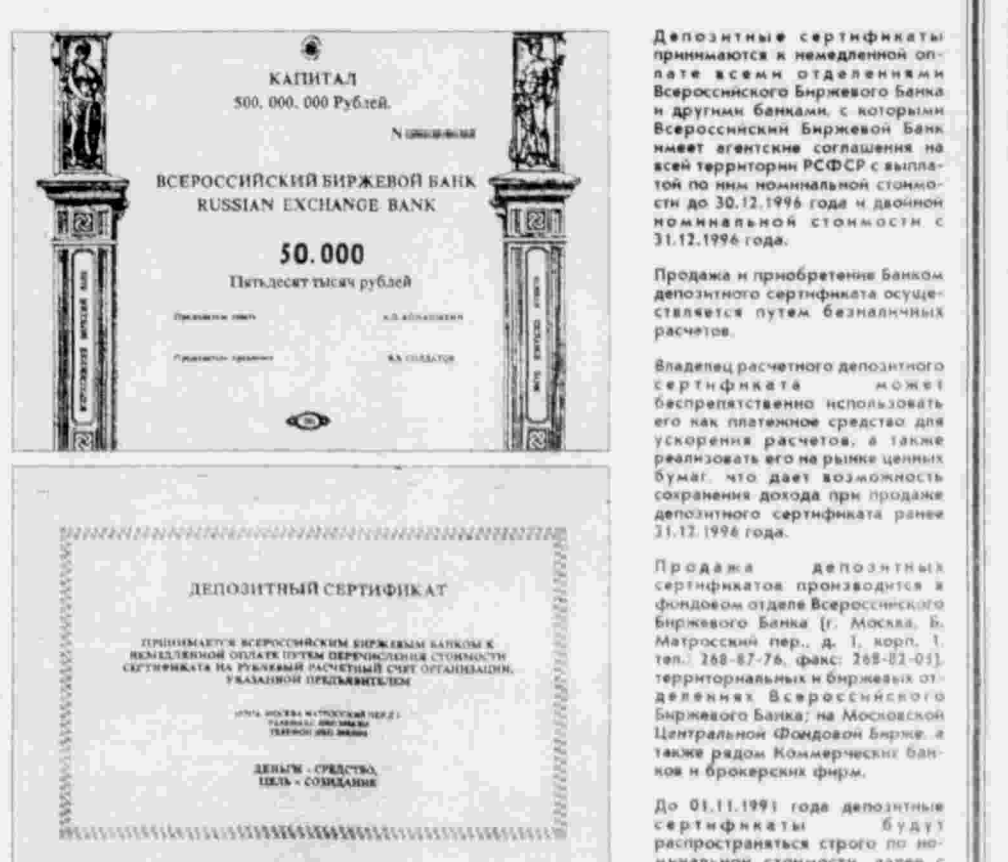 КАПИТАЛ
500. 000. 000 Рублей.
N
ВСЕРОССИЙСКИЙ БИРЖЕВОЙ БАНК
RUSSIAN EXCHANGE BANK
50.000
Пятьдесят тысяч рублей
ДЕПОЗИТНЫЙ СЕРТИФИКАТ
ПРИНИМАЕТСЯ ВСЕРОССИЙСКИМ БИРЖЕВЫМ БАНКОМ К
НЕМЕДЛЕННОЙ ОПЛАТЕ ПУТЕМ ПЕРЕЧИСЛЕНИЯ СТОИМОСТИ
СЕРТИФИКАТА НА РУБЛЕВЫЙ РАСЧЕТНЫЙ СЧЕТ ОРГАНИЗАЦИИ,
УКАЗАННОЙ ПРЕДЪЯВИТЕЛЕМ
ДЕНЬГИ - СРЕДСТВО,
ЦЕЛЬ - СОЗИДАНИЕ
Депозитные сертификаты
принимаются к немедленной оп-
лате всеми отделениями
Всероссийского Биржевого Банка
и другими банками, с которыми
Всероссийский Биржевой Банк
имеет агентские соглашения на
всей территории РСФСР с выпла-
той по ним номинальной стоимо-
сти до 30.12.1996 года и двойной
номинальной стоимости с
31.12.1996 года.
Продажа и приобретение Банком
депозитного сертификата осуще-
ствляется путем безналичных
расчетов.
Владелец расчетного депозитного
сертификата может
беспрепятственно использовать
его как платежное средство для
ускорения расчетов, а также
реализовать его на рынке ценных
бумаг, что дает возможность
сохранения дохода при продаже
депозитного сертификата ранее
31.12.1996 года.
Продажа депозитных
сертификатов производится в
фондовом отделе Всероссийского
Биржевого Банка (г. Москва, Б.
Матросский пер., д. 1, корп. 1,
тел.: 268-87-76, факс: 268-82-05),
территориальных и биржевых от-
делениях Всероссийского
Биржевого Банка; на Московской
Центральной Фондовой Бирже, а
также рядом Коммерческих бан-
ков и брокерских фирм.
До 01.11.1991 года депозитные
сертификаты будут
распространяться строго по но-
минальной стоимости, далее с